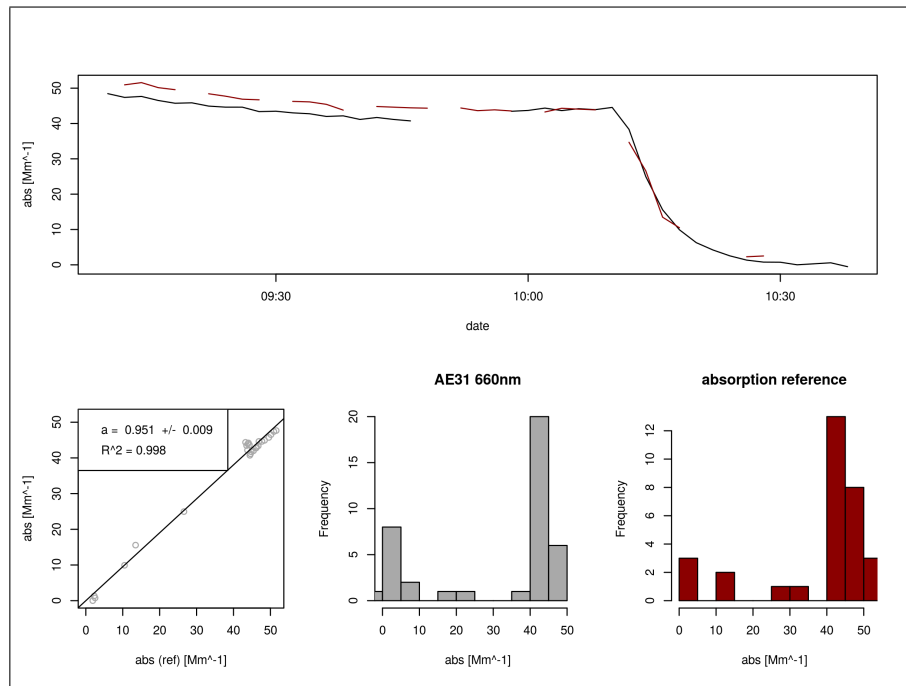 abs [Mm^-1]
50
40
30
20
10
0
09:30
10:00
10:30
date
AE31 660nm
absorption reference
a = 0.951 +/- 0.009
R^2 = 0.998
abs [Mm^-1]
50
40
30
20
10
0
0 10 20 30 40 50
abs (ref) [Mm^-1]
Frequency
20
15
10
5
0
0 10 20 30 40 50
abs [Mm^-1]
Frequency
12
10
8
6
4
2
0
0 10 20 30 40 50
abs [Mm^-1]